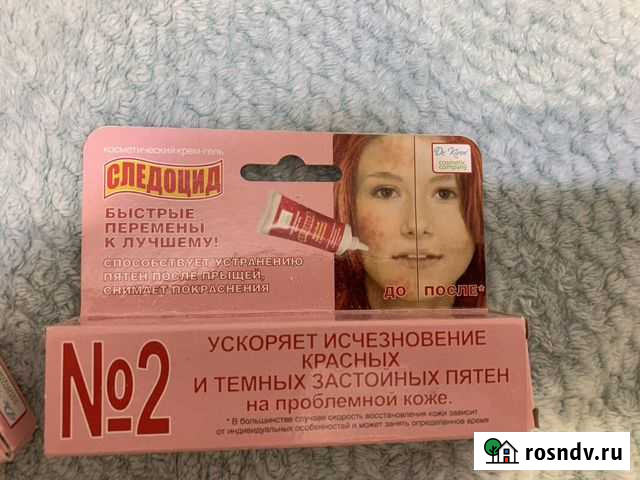 косметический крем-гель
СЛЕДОЦИД
БЫСТРЫЕ
ПЕРЕМЕНЫ
К ЛУЧШЕМУ!
СПОСОБСТВУЕТ УСТРАНЕНИЮ
ПЯТЕН ПОСЛЕ ПРЫЩЕЙ,
СНИМАЕТ ПОКРАСНЕНИЯ
cosmetic
company
ДО ПОСЛЕ*
№2
УСКОРЯЕТ ИСЧЕЗНОВЕНИЕ
КРАСНЫХ
И ТЕМНЫХ ЗАСТОЙНЫХ ПЯТЕН
на проблемной коже.
* В большинстве случаев скорость восстановления кожи зависит
от индивидуальных особенностей и может занять определенное время
rosndv.ru